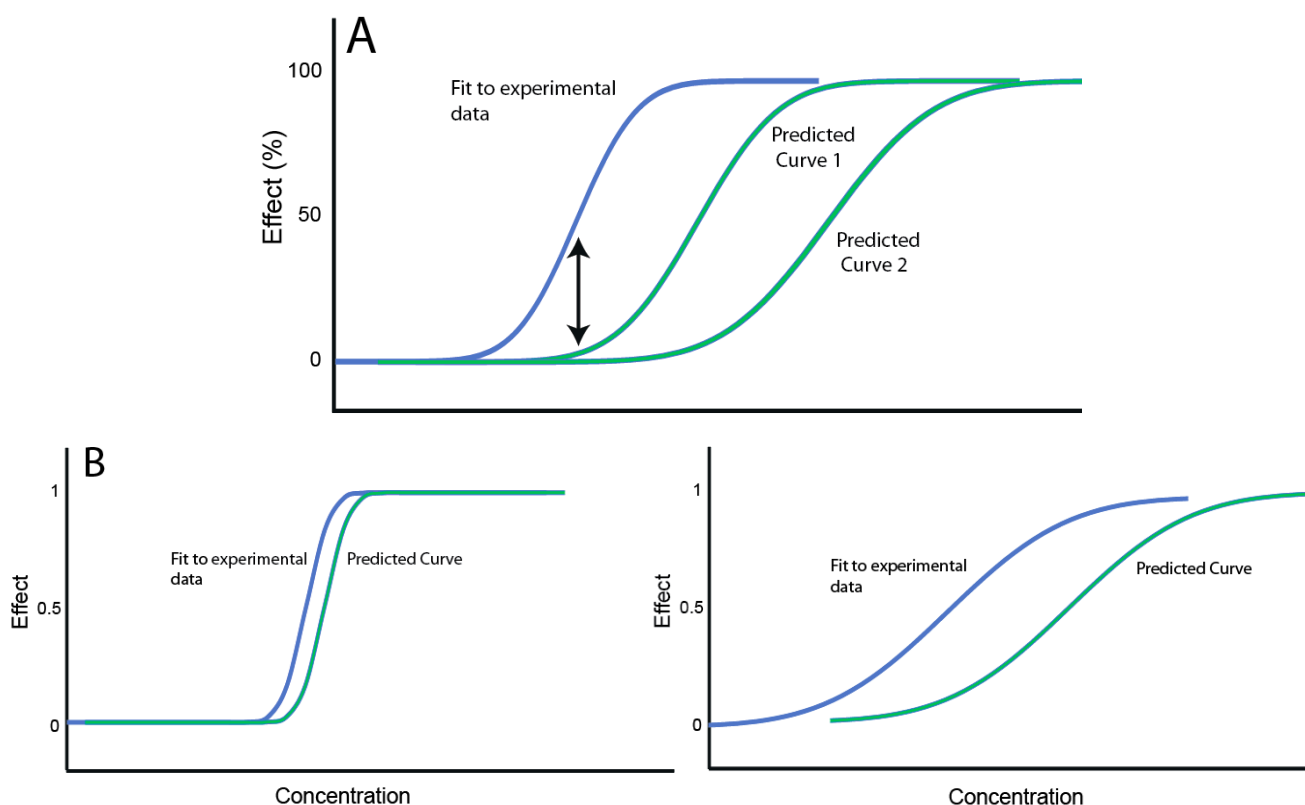 A
100
50
0
Effect (%)
Fit to experimental
data
Predicted
Curve 1
Predicted
Curve 2
B
1
0.5
0
Effect
Fit to experimental
data
Predicted Curve
Concentration
1
0.5
0
Effect
Fit to experimental
data
Predicted Curve
Concentration